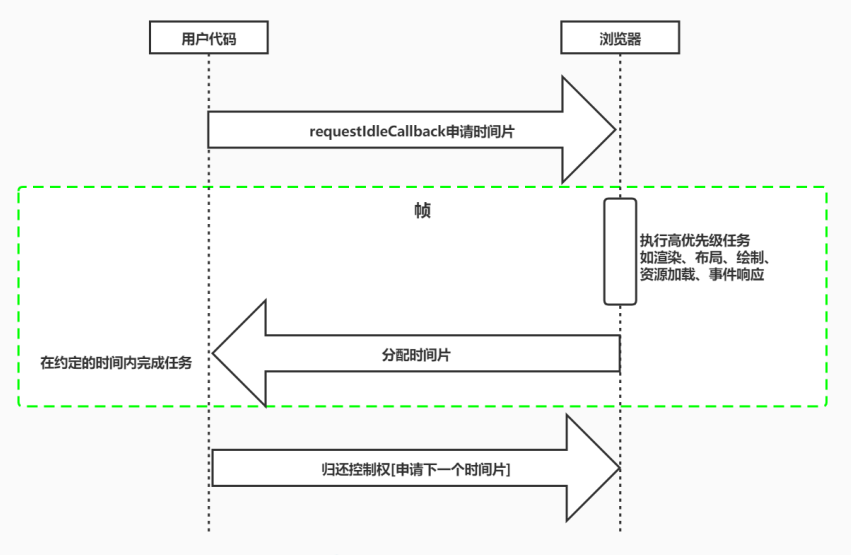 用户代码
浏览器
requestIdleCallback申请时间片
帧
执行高优先级任务
如渲染、布局、绘制、
资源加载、事件响应
分配时间片
在约定的时间内完成任务
归还控制权[申请下一个时间片]